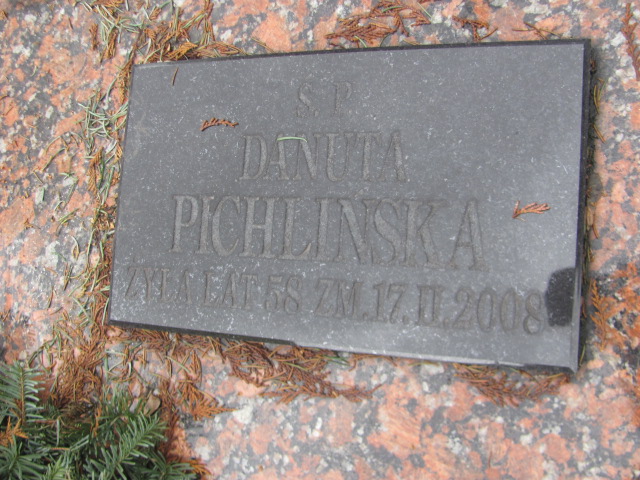 Ś.P.
DANUTA
PICHLIŃSKA
ŻYŁA LAT 58 ZM.17.II.2008